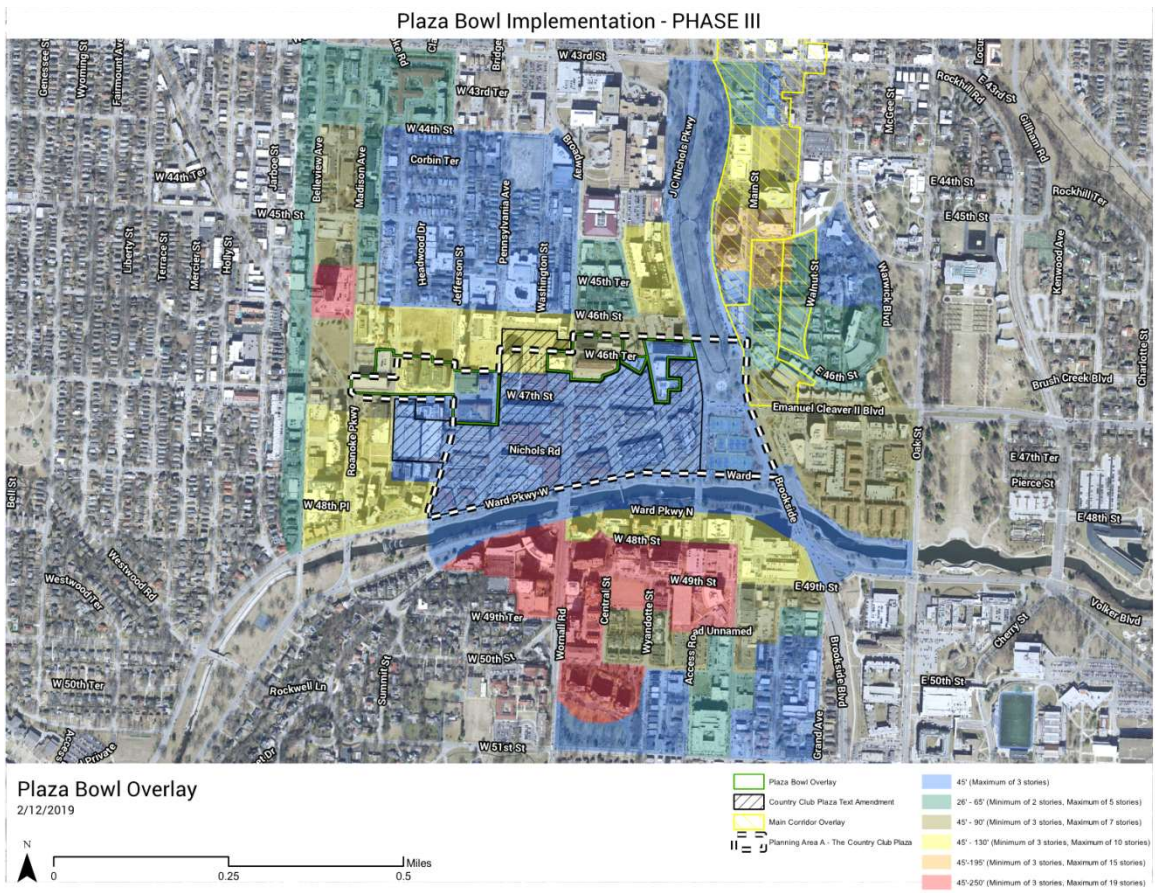 Plaza Bowl Implementation - PHASE III
Genessee St
Wyoming St
Fairmount Ave
W 43rd St
Bridge
W 43rd Ter
Locus
Rockhill Rd
E 43rd St
Gillham Rd
McGee St
J C Nichols Pkwy
Broadway
W 44th St
Corbin Ter
Jarboe St
Belleview Ave
Madison Ave
W 44th Ter
W 45th St
Main St
E 44th St
E 45th St
Rockhill Ter
Kenwood Ave
Liberty St
Terrace St
Mercier St
Holly St
Headwood Dr
Jefferson St
Pennsylvania Ave
Washington St
W 45th Ter
W 46th St
Walnut St
Warwick Blvd
Charlotte St
W 46th Ter
E 46th St
Brush Creek Blvd
W 47th St
Emanuel Cleaver II Blvd
Roanoke Pkwy
Nichols Rd
Oak St
E 47th Ter
Pierce St
Bell St
W 48th Pl
Ward Pkwy W
Ward
Brookside
Ward Pkwy N
E 48th St
W 48th St
Westwood Rd
Westwood Ter
W 49th St
E 49th St
Central St
Wyandotte St
W 49th Ter
Wornall Rd
ad Unnamed
Access Roa
Volker Blvd
Cherry St
W 50th St
Summit St
W 50th Ter
Rockwell Ln
Brookside Blvd
E 50th St
Grand Ave
W 51st St
Access
d Private
et Dr
Plaza Bowl Overlay
2/12/2019
N
Miles
0
0.25
0.5
Plaza Bowl Overlay
Country Club Plaza Text Amendment
Main Corridor Overlay
Planning Area A - The Country Club Plaza
45' (Maximum of 3 stories)
26' - 65' (Minimum of 2 stories, Maximum of 5 stories)
45' - 90' (Minimum of 3 stories, Maximum of 7 stories)
45' - 130' (Minimum of 3 stories, Maximum of 10 stories)
45'-195' (Minimum of 3 stories, Maximum of 15 stories)
45'-250' (Minimum of 3 stories, Maximum of 19 stories)